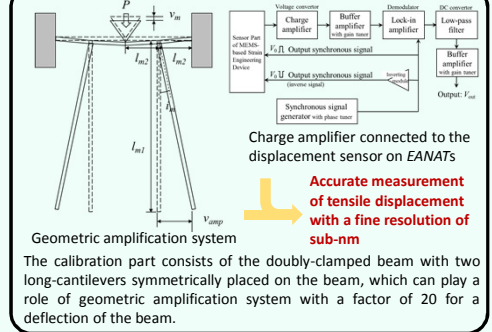 P
v_m
l_m2
l_m2
l_m1
v_amp
Geometric amplification system
Voltage convertor
Demodulator
DC convertor
Sensor Part
of MEMS-
based Strain
Engineering
Device
Charge
amplifier
Buffer
amplifier
with gain tuner
Lock-in
amplifier
Low-pass
filter
V_0 Output synchronous signal
V_0 Output synchronous signal
(inverse signal)
Inverting
module
Buffer
amplifier
with gain tuner
Output: V_out
Synchronous signal
generator with phase tuner
Charge amplifier connected to the
displacement sensor on EANATs
Accurate measurement
of tensile displacement
with a fine resolution of
sub-nm
The calibration part consists of the doubly-clamped beam with two
long-cantilevers symmetrically placed on the beam, which can play a
role of geometric amplification system with a factor of 20 for a
deflection of the beam.